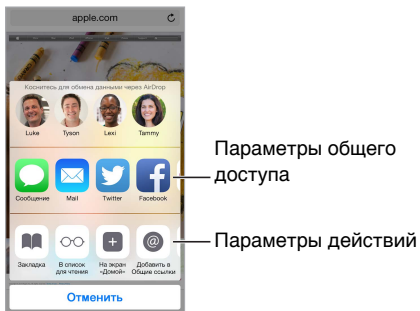 apple.com
Коснитесь для обмена данными через AirDrop
Luke Tyson Lexi Tammy
Сообщение Mail Twitter Facebook
Параметры общего
доступа
Закладка В список На экран Добавить в
для чтения «Домой» Общие ссылки
Параметры действий
Отменить